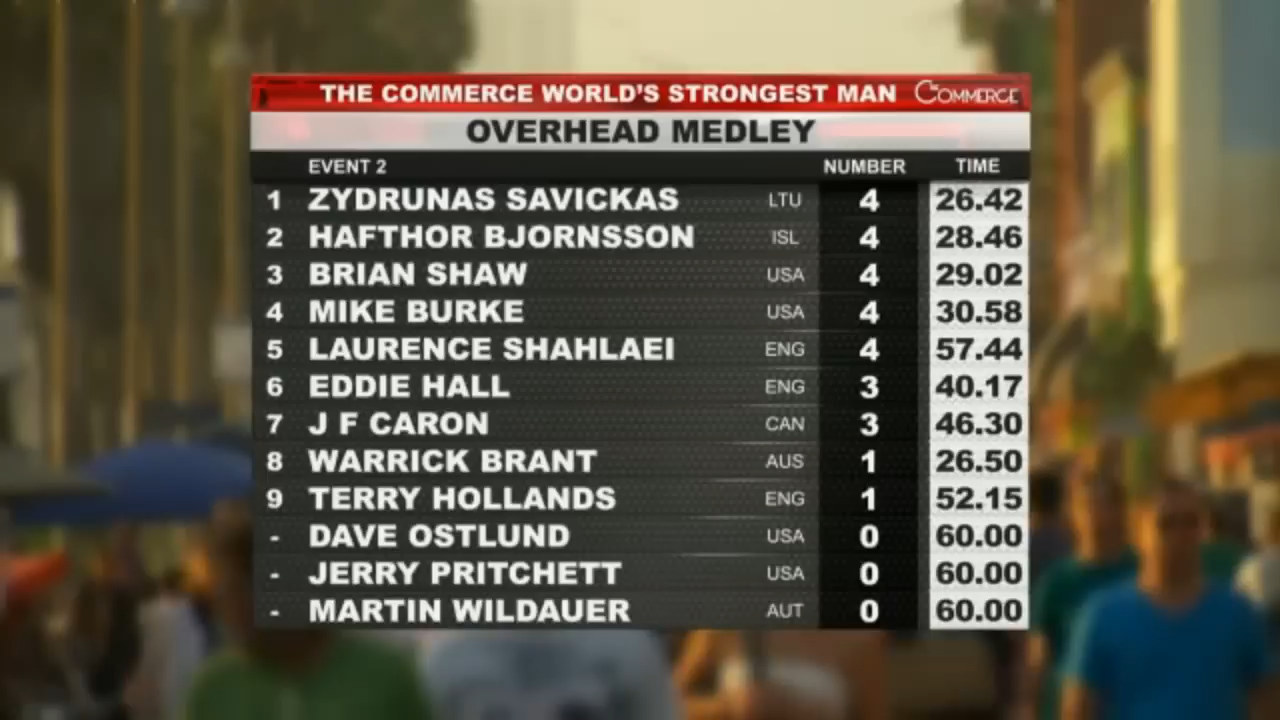 THE COMMERCE WORLD'S STRONGEST MAN THE COMMERCE
OVERHEAD MEDLEY
EVENT 2 NUMBER TIME
1 ZYDRUNAS SAVICKAS LTU 4 26.42
2 HAFTHOR BJORNSSON ISL 4 28.46
3 BRIAN SHAW USA 4 29.02
4 MIKE BURKE USA 4 30.58
5 LAURENCE SHAHLAEI ENG 4 57.44
6 EDDIE HALL ENG 3 40.17
7 J F CARON CAN 3 46.30
8 WARRICK BRANT AUS 1 26.50
9 TERRY HOLLANDS ENG 1 52.15
- DAVE OSTLUND USA 0 60.00
- JERRY PRITCHETT USA 0 60.00
- MARTIN WILDAUER AUT 0 60.00